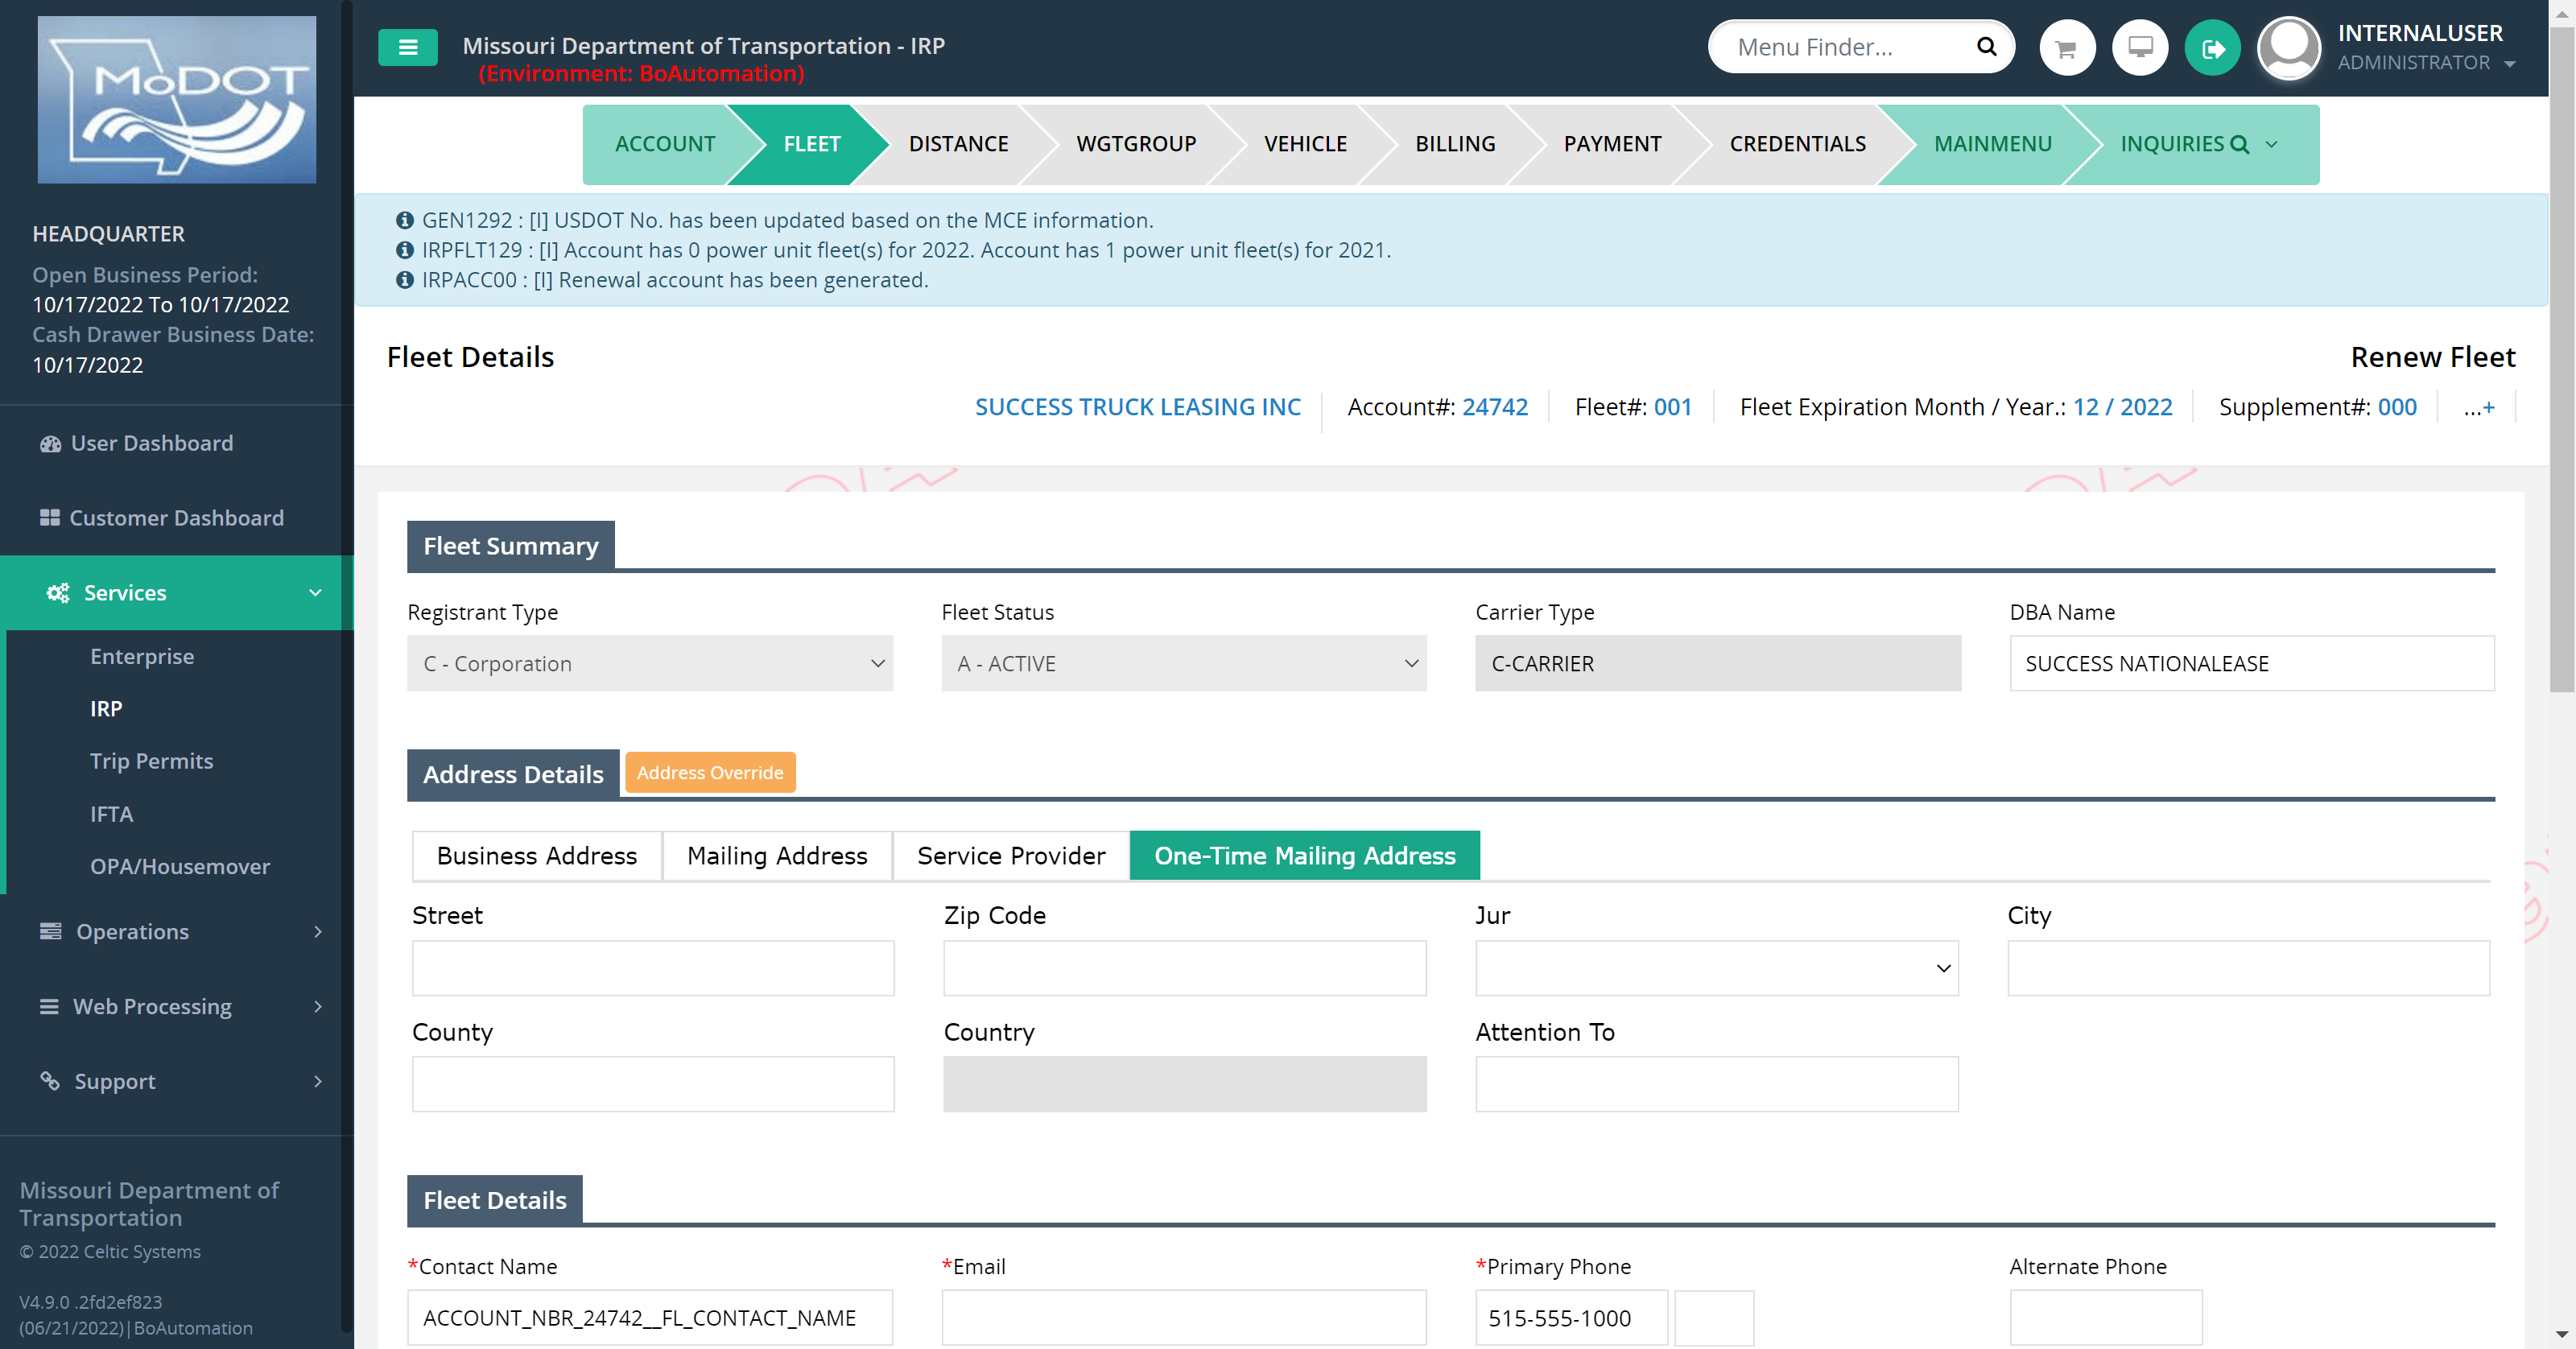 MoDOT
HEADQUARTER
Open Business Period:
10/17/2022 To 10/17/2022
Cash Drawer Business Date:
10/17/2022
User Dashboard
Customer Dashboard
Services
Enterprise
IRP
Trip Permits
IFTA
OPA/Housemover
Operations
Web Processing
Support
Missouri Department of
Transportation
© 2022 Celtic Systems
V4.9.0 .2fd2ef823
(06/21/2022)|BoAutomation
Missouri Department of Transportation - IRP
(Environment: BoAutomation)
Menu Finder...
INTERNALUSER
ADMINISTRATOR
ACCOUNT FLEET DISTANCE WGTGROUP VEHICLE BILLING PAYMENT CREDENTIALS MAINMENU INQUIRIES
GEN1292 : [I] USDOT No. has been updated based on the MCE information.
IRPFLT129 : [I] Account has 0 power unit fleet(s) for 2022. Account has 1 power unit fleet(s) for 2021.
IRPACC00 : [I] Renewal account has been generated.
Fleet Details Renew Fleet
SUCCESS TRUCK LEASING INC Account#: 24742 Fleet#: 001 Fleet Expiration Month / Year.: 12 / 2022 Supplement#: 000 ...+
Fleet Summary
Registrant Type Fleet Status Carrier Type DBA Name
C - Corporation A - ACTIVE C-CARRIER SUCCESS NATIONALEASE
Address Details Address Override
Business Address Mailing Address Service Provider One-Time Mailing Address
Street Zip Code Jur City
County Country Attention To
Fleet Details
*Contact Name *Email *Primary Phone Alternate Phone
ACCOUNT_NBR_24742__FL_CONTACT_NAME 515-555-1000